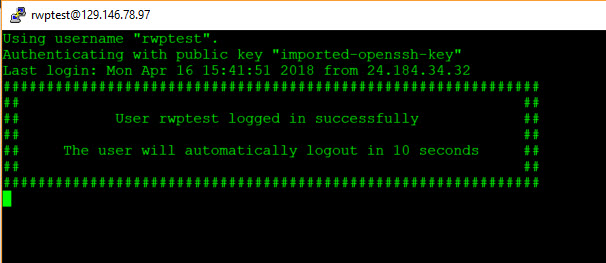 rwptest@129.146.78.97
Using username "rwptest".
Authenticating with public key "imported-openssh-key"
Last login: Mon Apr 16 15:41:51 2018 from 24.184.34.32
##############################################################
##                                                          ##
##           User rwptest logged in successfully            ##
##                                                          ##
##     The user will automatically logout in 10 seconds     ##
##                                                          ##
##############################################################